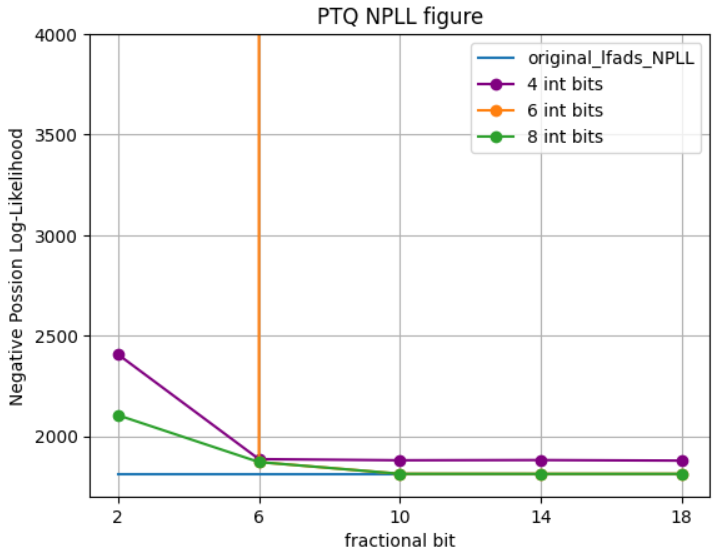 PTQ NPLL figure
4000
3500
3000
2500
2000
Negative Possion Log-Likelihood
original_lfads_NPLL
4 int bits
6 int bits
8 int bits
2
6
10
14
18
fractional bit